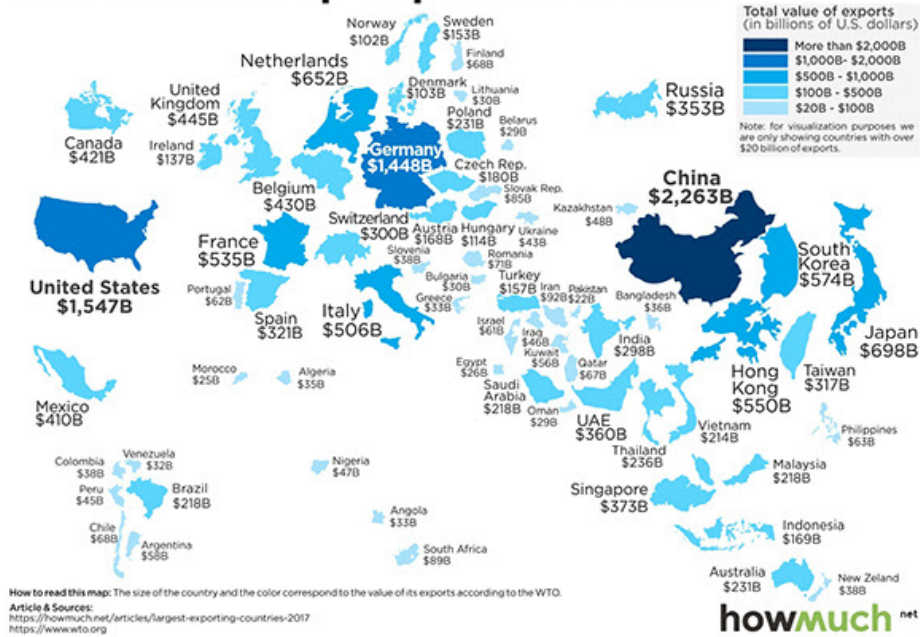 Total value of exports
(in billions of U.S. dollars)
More than $2,000B
$1,000B- $2,000B
$500B - $1,000B
$100B - $500B
$20B - $100B
Note: for visualization purposes we
are only showing countries with over
$20 billion of exports.
Norway
$102B
Sweden
$153B
Finland
$68B
Netherlands
$652B
Denmark
$103B
Lithuania
$30B
Russia
$353B
Canada
$421B
United
Kingdom
$445B
Ireland
$137B
Poland
$231B
Belarus
$29B
Germany
$1,448B
Czech Rep.
$180B
Slovak Rep.
$85B
Belgium
$430B
China
$2,263B
Kazakhstan
$48B
United States
$1,547B
France
$535B
Switzerland
$300B
Austria
$168B
Hungary
$114B
Ukraine
$43B
South
Korea
$574B
Slovenia
$38B
Romania
$71B
Portugal
$62B
Spain
$321B
Italy
$506B
Bulgaria
$30B
Greece
$33B
Turkey
$157B
Iran
$92B
Pakistan
$22B
Bangladesh
$36B
Israel
$61B
Iraq
$46B
India
$298B
Kuwait
$56B
Qatar
$67B
Japan
$698B
Mexico
$410B
Morocco
$25B
Algeria
$35B
Egypt
$26B
Saudi
Arabia
$218B
Oman
$29B
UAE
$360B
Hong
Kong
$550B
Taiwan
$317B
Thailand
$236B
Vietnam
$214B
Philippines
$63B
Colombia
$38B
Venezuela
$32B
Peru
$45B
Brazil
$218B
Nigeria
$47B
Malaysia
$218B
Singapore
$373B
Chile
$68B
Argentina
$58B
Angola
$33B
South Africa
$89B
Indonesia
$169B
Australia
$231B
New Zeland
$38B
How to read this map: The size of the country and the color correspond to the value of its exports according to the WTO.
Article & Sources:
https://howmuch.net/articles/largest-exporting-countries-2017
https://www.wto.org
howmuch net